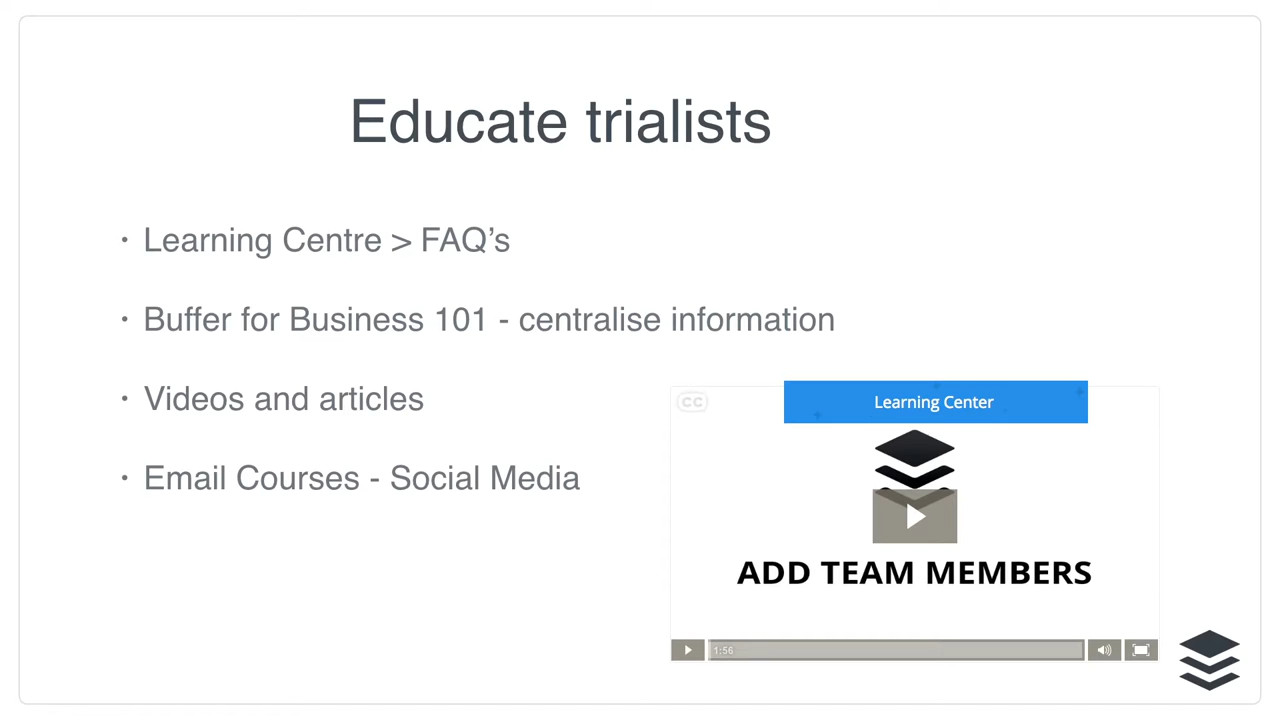 Educate trialists
• Learning Centre > FAQ’s
• Buffer for Business 101 - centralise information
• Videos and articles
• Email Courses - Social Media
CC
Learning Center
ADD TEAM MEMBERS
1:56